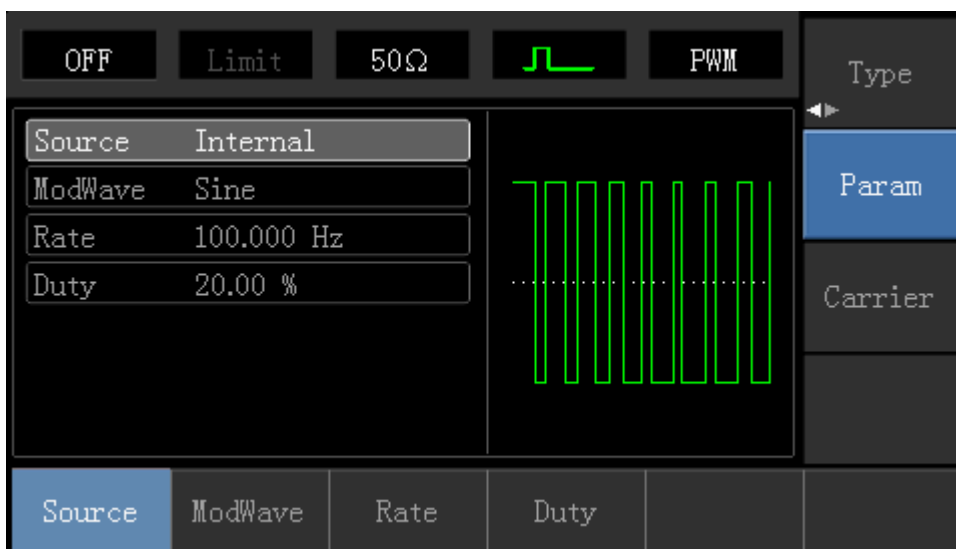 OFF Limit 50Ω PWM
Type
Source Internal
ModWave Sine
Rate 100.000 Hz
Duty 20.00 %
Param
Carrier
Source ModWave Rate Duty